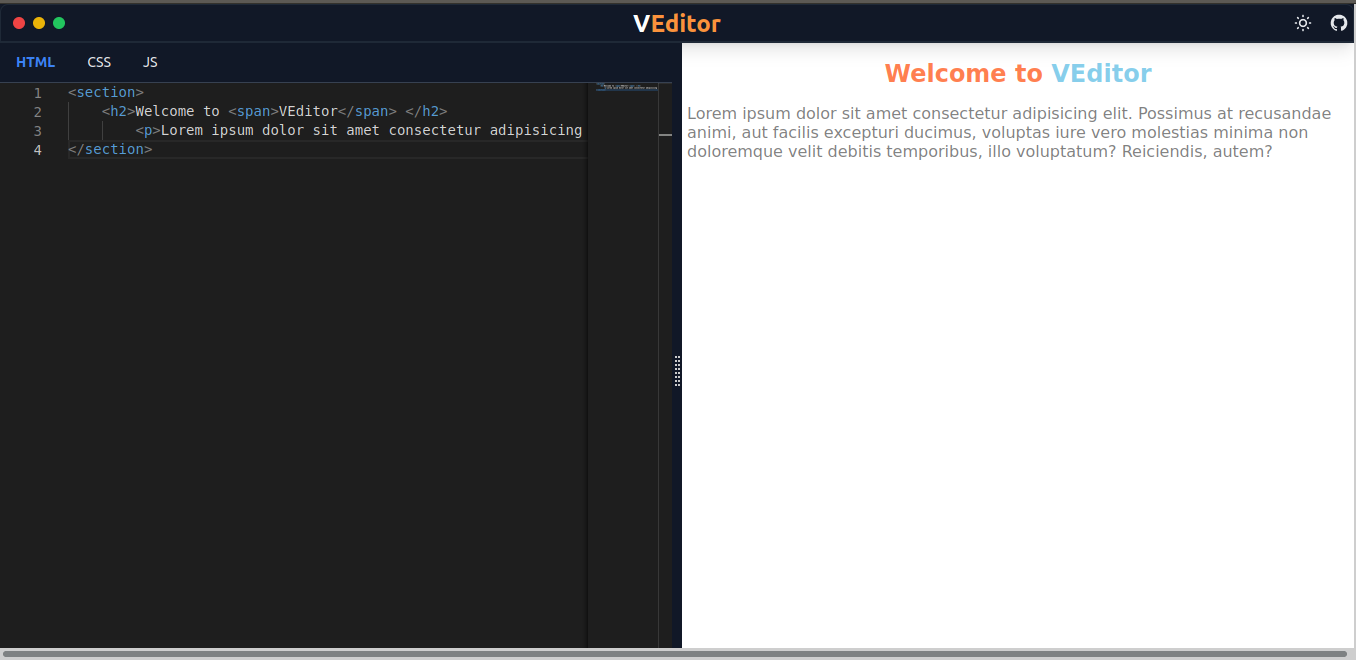 VEditor
HTML CSS JS
1 <section>
2 <h2>Welcome to <span>VEditor</span> </h2>
3 <p>Lorem ipsum dolor sit amet consectetur adipisicing
4 </section>
Welcome to VEditor
Lorem ipsum dolor sit amet consectetur adipisicing elit. Possimus at recusandae
animi, aut facilis excepturi ducimus, voluptas iure vero molestias minima non
doloremque velit debitis temporibus, illo voluptatum? Reiciendis, autem?